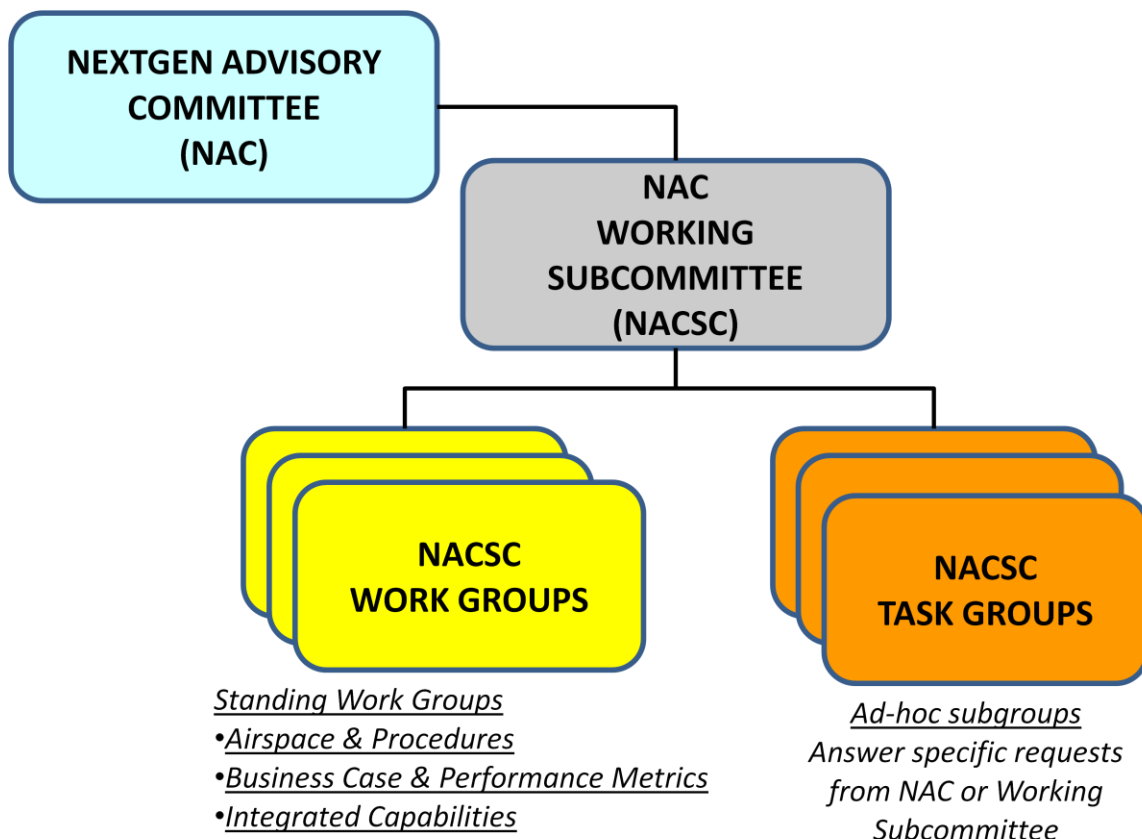 NEXTGEN ADVISORY
COMMITTEE
(NAC)
NAC
WORKING
SUBCOMMITTEE
(NACSC)
NACSC
WORK GROUPS
NACSC
TASK GROUPS
Standing Work Groups
•Airspace & Procedures
•Business Case & Performance Metrics
•Integrated Capabilities
Ad-hoc subgroups
Answer specific requests
from NAC or Working
Subcommittee